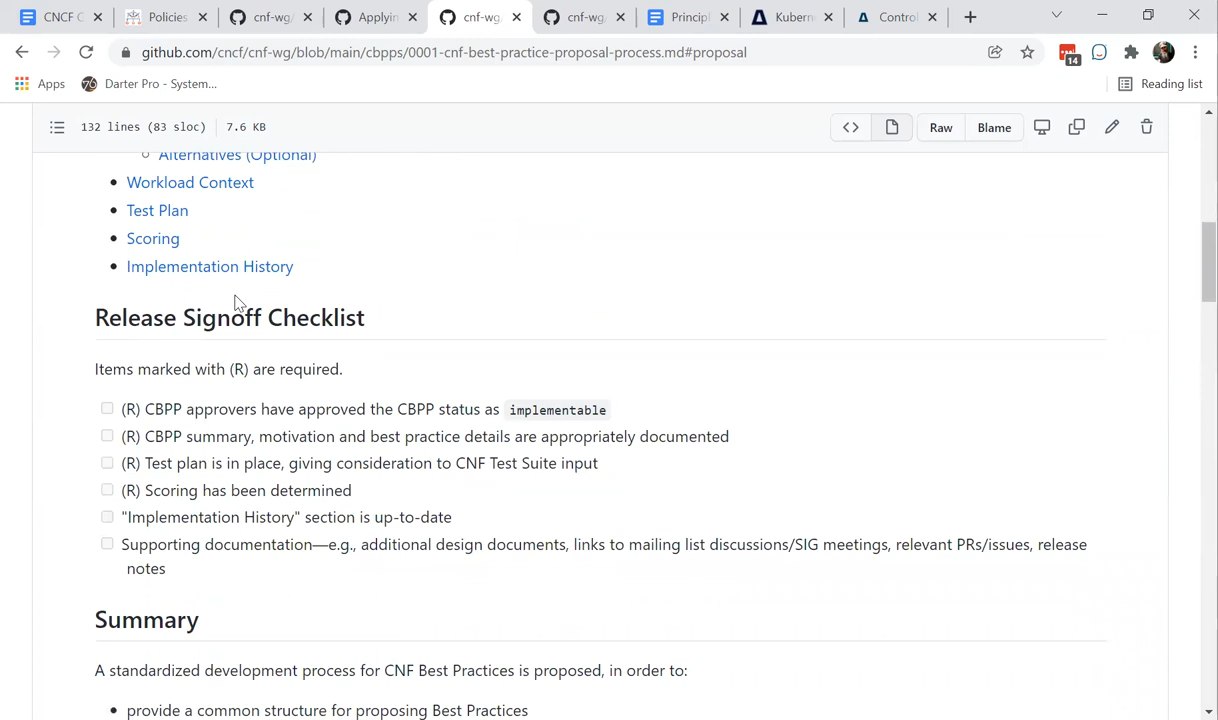 CNCF C
Policies
cnf-wg/
Applyin
cnf-wg
cnf-wg
Princip
Kubern
Control
github.com/cncf/cnf-wg/blob/main/cbpps/0001-cnf-best-practice-proposal-process.md#proposal
14
Apps
Darter Pro - System...
Reading list
132 lines (83 sloc)
7.6 KB
Raw
Blame
Alternatives (Optional)
Workload Context
Test Plan
Scoring
Implementation History
Release Signoff Checklist
Items marked with (R) are required.
(R) CBPP approvers have approved the CBPP status as implementable
(R) CBPP summary, motivation and best practice details are appropriately documented
(R) Test plan is in place, giving consideration to CNF Test Suite input
(R) Scoring has been determined
"Implementation History" section is up-to-date
Supporting documentation—e.g., additional design documents, links to mailing list discussions/SIG meetings, relevant PRs/issues, release
notes
Summary
A standardized development process for CNF Best Practices is proposed, in order to:
provide a common structure for proposing Best Practices